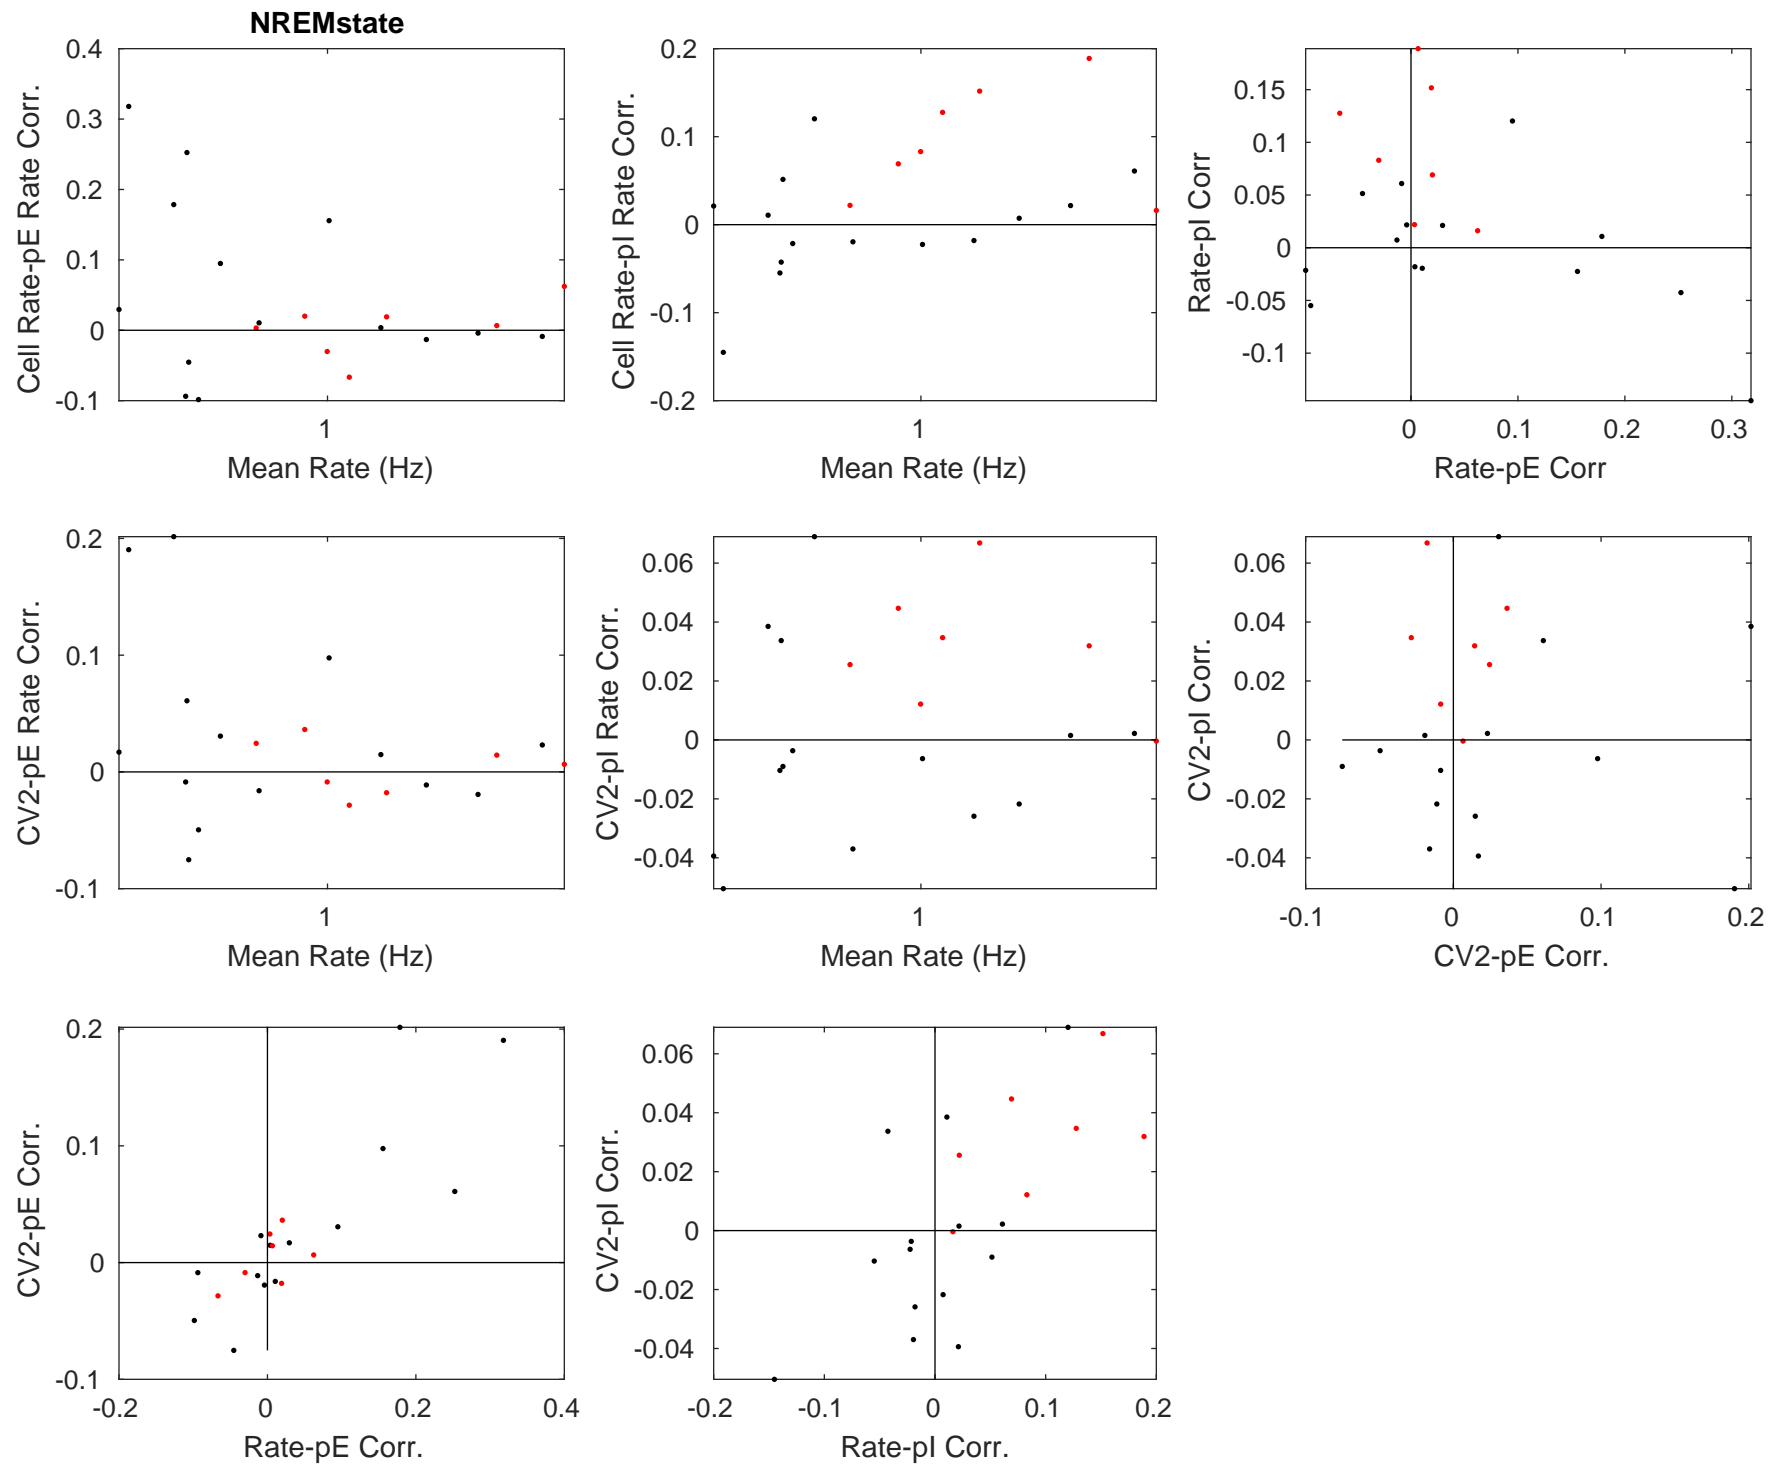 NREMstate
0.4
0.3
0.2
0.1
0
-0.1
Cell Rate-pE Rate Corr.
1
Mean Rate (Hz)
0.2
0.1
0
-0.1
-0.2
Cell Rate-pI Rate Corr.
1
Mean Rate (Hz)
0.15
0.1
0.05
0
-0.05
-0.1
Rate-pI Corr
0 0.1 0.2 0.3
Rate-pE Corr
0.2
0.1
0
-0.1
CV2-pE Rate Corr.
1
Mean Rate (Hz)
0.06
0.04
0.02
0
-0.02
-0.04
CV2-pI Rate Corr.
1
Mean Rate (Hz)
0.06
0.04
0.02
0
-0.02
-0.04
CV2-pI Corr.
-0.1 0 0.1 0.2
CV2-pE Corr.
0.2
0.1
0
-0.1
CV2-pE Corr.
-0.2 0 0.2 0.4
Rate-pE Corr.
0.06
0.04
0.02
0
-0.02
-0.04
CV2-pI Corr.
-0.2 -0.1 0 0.1 0.2
Rate-pI Corr.